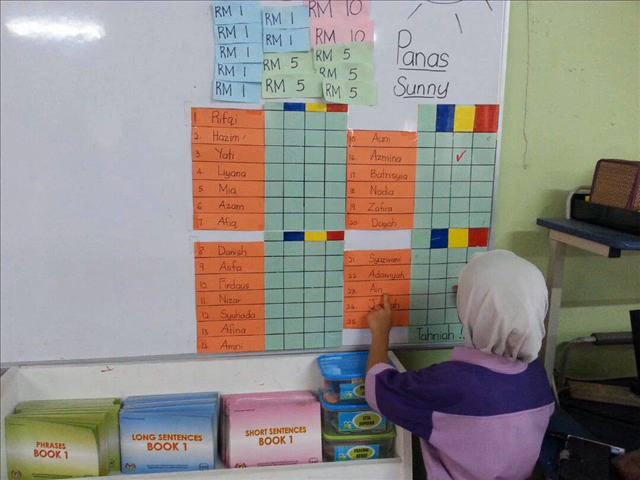 RM 1
RM 1
RM 1
RM 1
RM 1
RM 1
RM 1
RM 5
RM 5
RM 10
RM 10
RM 5
RM 5
RM 5
Panas
Sunny
1 Rifqi
2. Hazim
3. Yati
4. Liyana
5 Mia
6 Azam
7. Afiq
8. Danish
9
10 Firdaus
11 Nizar
12 Syuhada
13 Afina
14 Amni
15 Auni
16 Azmina
17 Batrisyia
18 Nadia
19 Zafira
20
21 Syazwani
22
23 Ain
24
25
Tahniah !!
PHRASES
BOOK 1
LONG SENTENCES
BOOK 1
SHORT SENTENCES
BOOK 1